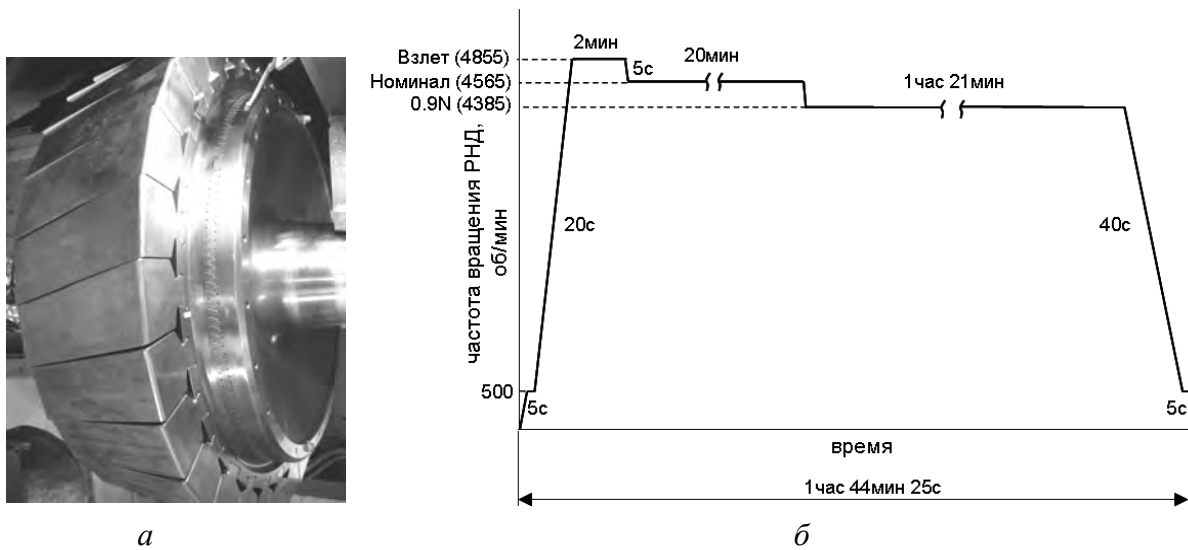 2мин
Взлет (4855)
5с
20мин
Номинал (4565)
1час 21мин
0.9N (4385)
частота вращения РНД,
об/мин
20с
40с
500
5с
5с
время
1час 44мин 25с
а
б